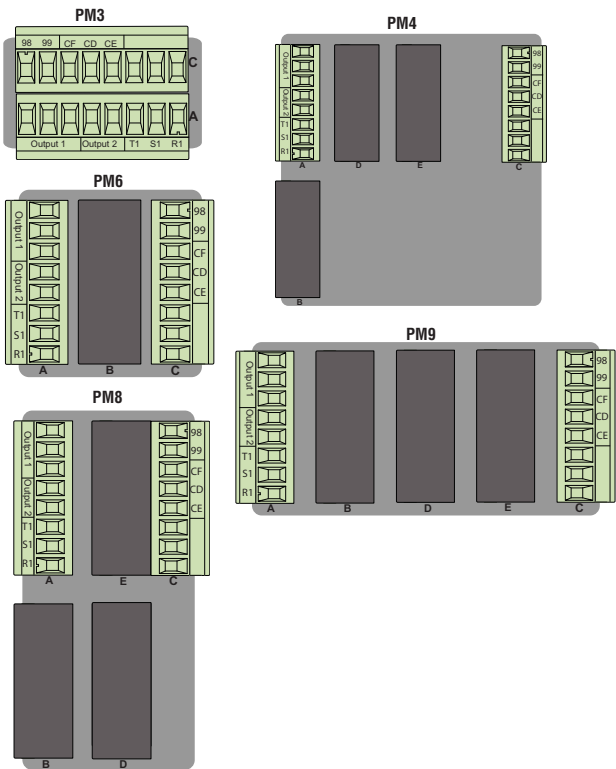 PM3
98 99 CF CD CE
C
A
Output 1 Output 2 T1 S1 R1
PM4
Output 1
Output 2
T1
S1
R1
A
D
E
98
99
CF
CD
CE
C
B
PM6
Output 1
Output 2
T1
S1
R1
A
B
98
99
CF
CD
CE
C
PM9
Output 1
Output 2
T1
S1
R1
A
B
D
E
98
99
CF
CD
CE
C
PM8
Output 1
Output 2
T1
S1
R1
A
E
98
99
CF
CD
CE
C
B
D